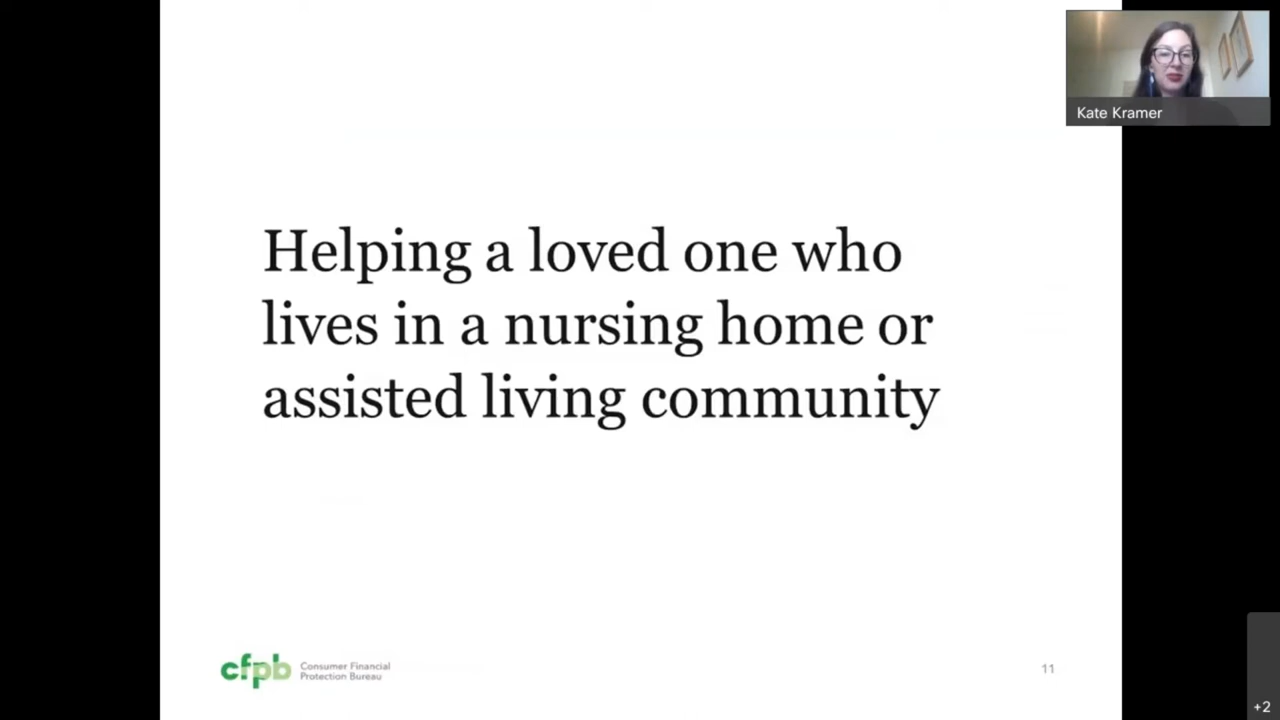 Kate Kramer
Helping a loved one who
lives in a nursing home or
assisted living community
cfpb
Consumer Financial
Protection Bureau
11
+2